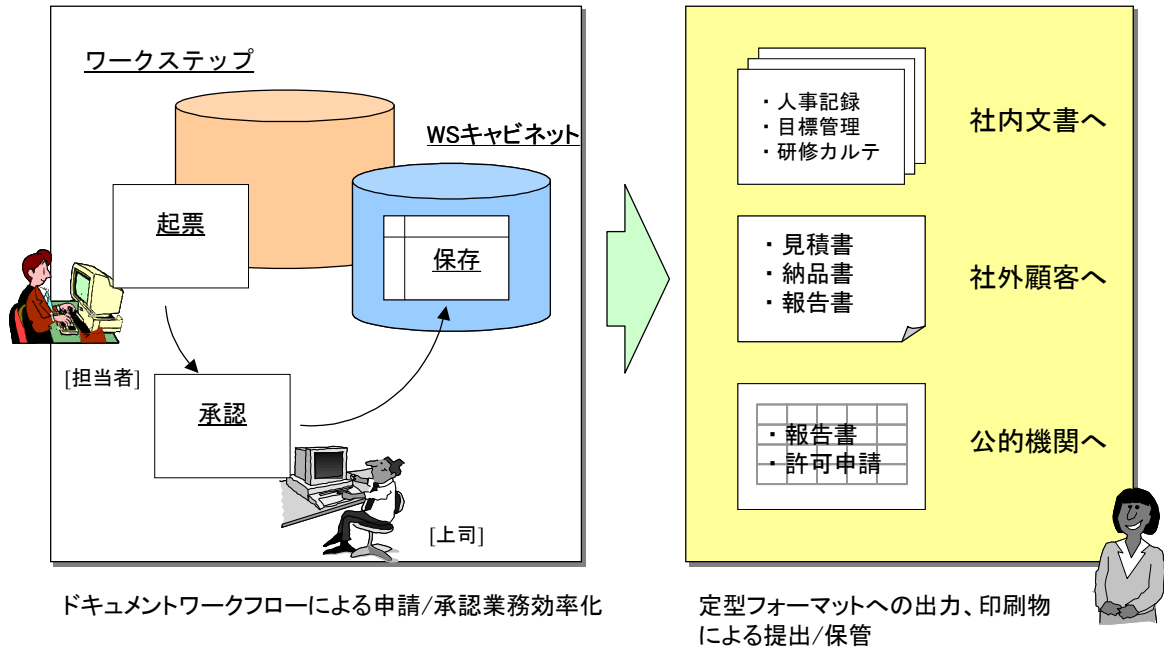 ワークステップ
WSキャビネット
起票
保存
[担当者]
承認
[上司]
ドキュメントワークフローによる申請/承認業務効率化
・人事記録
・目標管理
・研修カルテ
社内文書へ
・見積書
・納品書
・報告書
社外顧客へ
・報告書
・許可申請
公的機関へ
定型フォーマットへの出力、印刷物
による提出/保管